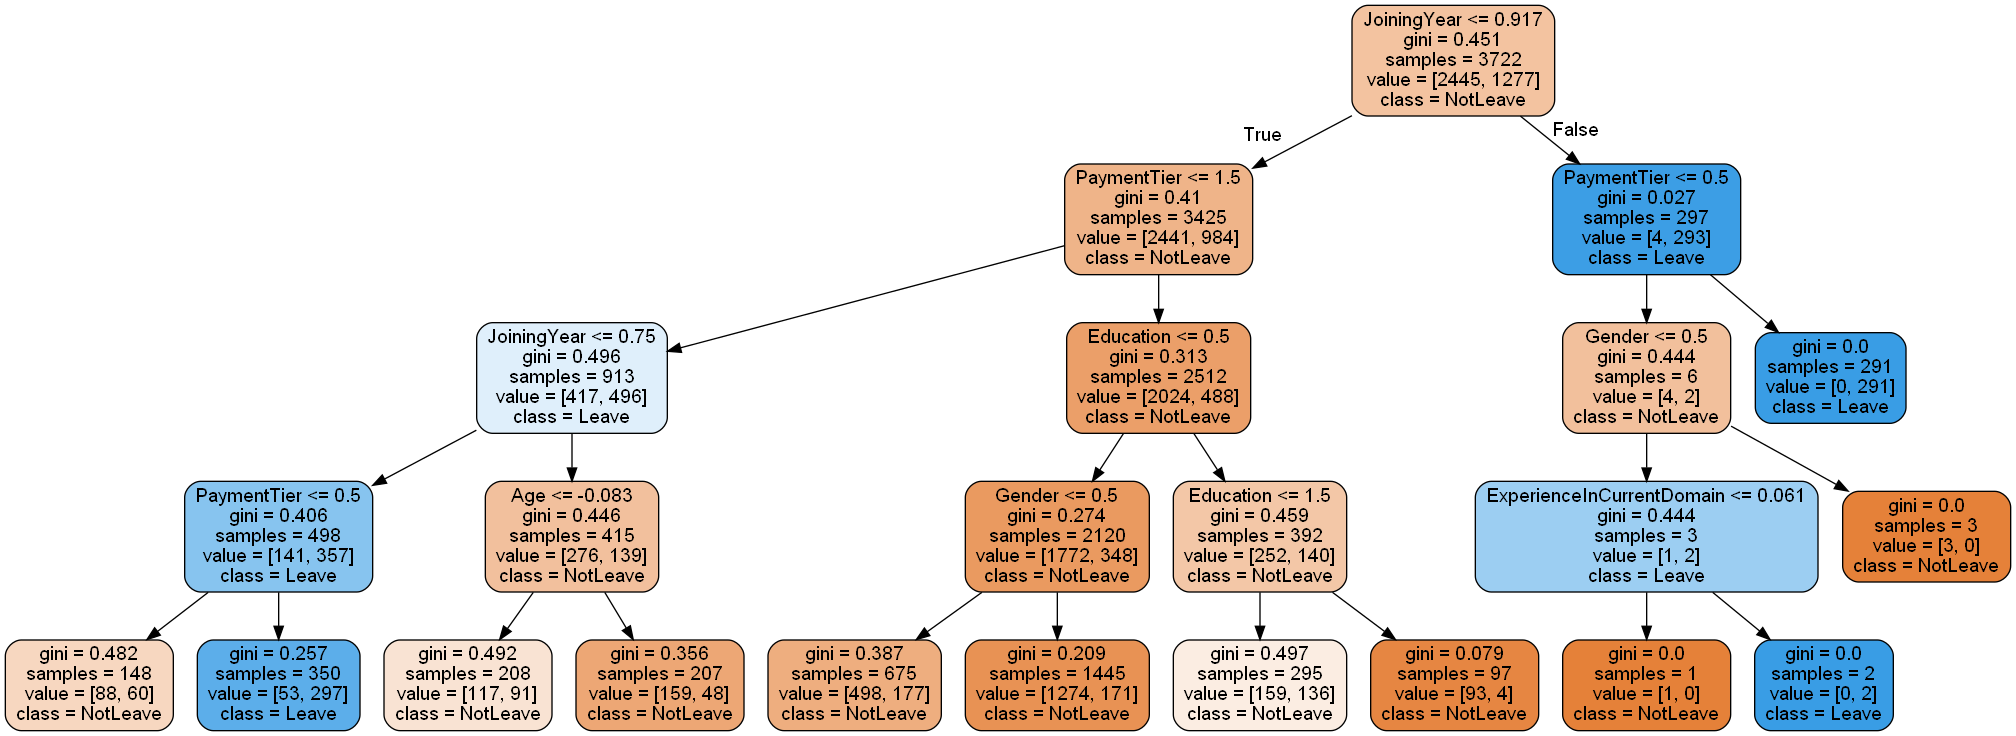 JoiningYear <= 0.917
gini = 0.451
samples = 3722
value = [2445, 1277]
class = NotLeave
True
False
PaymentTier <= 1.5
gini = 0.41
samples = 3425
value = [2441, 984]
class = NotLeave
PaymentTier <= 0.5
gini = 0.027
samples = 297
value = [4, 293]
class = Leave
JoiningYear <= 0.75
gini = 0.496
samples = 913
value = [417, 496]
class = Leave
Education <= 0.5
gini = 0.313
samples = 2512
value = [2024, 488]
class = NotLeave
Gender <= 0.5
gini = 0.444
samples = 6
value = [4, 2]
class = NotLeave
gini = 0.0
samples = 291
value = [0, 291]
class = Leave
PaymentTier <= 0.5
gini = 0.406
samples = 498
value = [141, 357]
class = Leave
Age <= -0.083
gini = 0.446
samples = 415
value = [276, 139]
class = NotLeave
Gender <= 0.5
gini = 0.274
samples = 2120
value = [1772, 348]
class = NotLeave
Education <= 1.5
gini = 0.459
samples = 392
value = [252, 140]
class = NotLeave
ExperienceInCurrentDomain <= 0.061
gini = 0.444
samples = 3
value = [1, 2]
class = Leave
gini = 0.0
samples = 3
value = [3, 0]
class = NotLeave
gini = 0.482
samples = 148
value = [88, 60]
class = NotLeave
gini = 0.257
samples = 350
value = [53, 297]
class = Leave
gini = 0.492
samples = 208
value = [117, 91]
class = NotLeave
gini = 0.356
samples = 207
value = [159, 48]
class = NotLeave
gini = 0.387
samples = 675
value = [498, 177]
class = NotLeave
gini = 0.209
samples = 1445
value = [1274, 171]
class = NotLeave
gini = 0.497
samples = 295
value = [159, 136]
class = NotLeave
gini = 0.079
samples = 97
value = [93, 4]
class = NotLeave
gini = 0.0
samples = 1
value = [1, 0]
class = NotLeave
gini = 0.0
samples = 2
value = [0, 2]
class = Leave